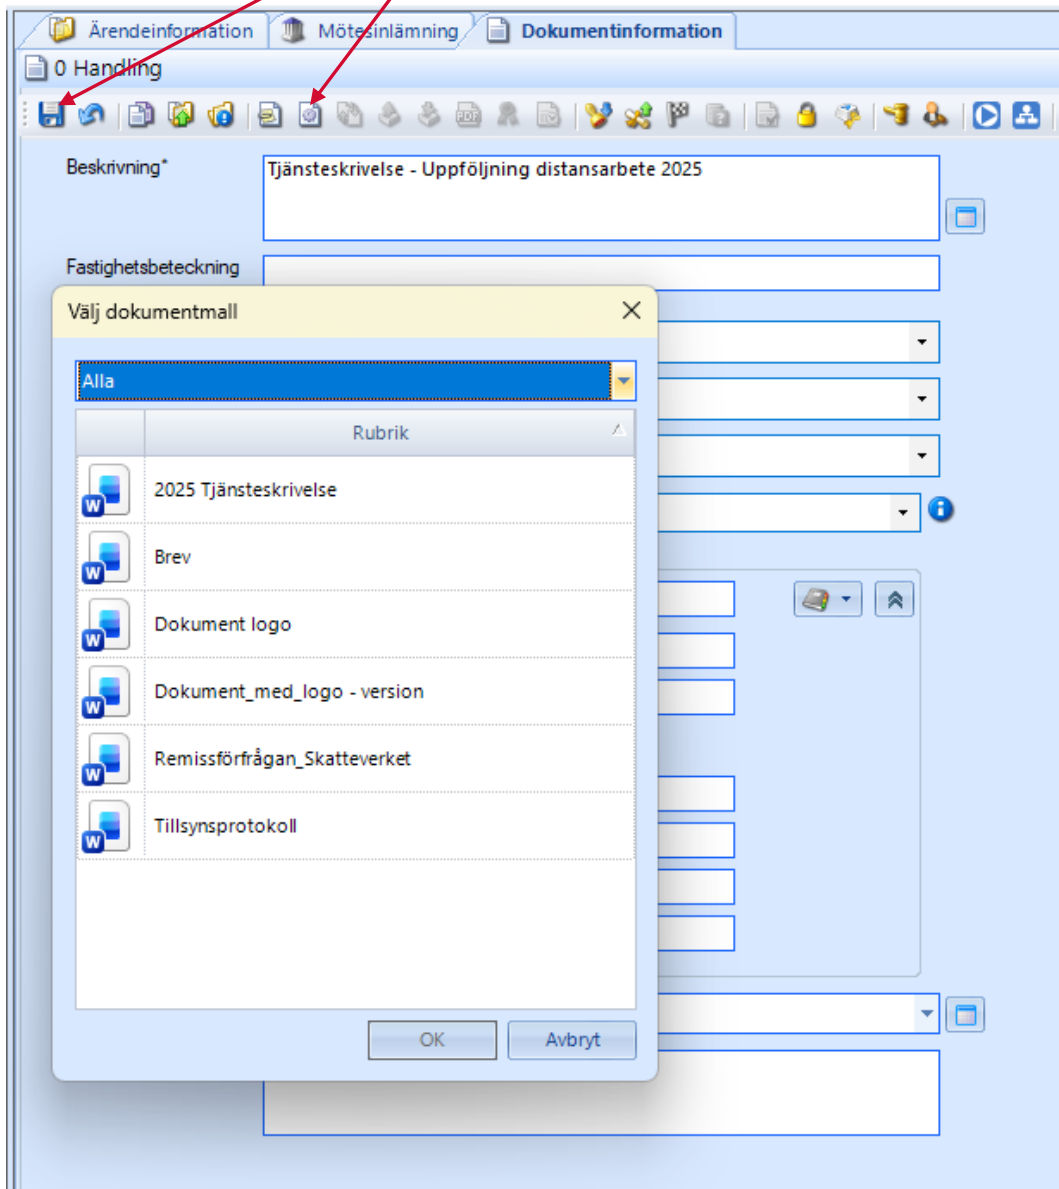 Ärendeinformation Mötesinlämning Dokumentinformation
0 Handling
PDF
Beskrivning*
Tjänsteskrivelse - Uppföljning distansarbete 2025
Fastighetsbeteckning
Välj dokumentmall
Alla
Rubrik
2025 Tjänsteskrivelse
Brev
Dokument logo
Dokument_med_logo - version
Remissförfrågan_Skatteverket
Tillsynsprotokoll
OK Avbryt